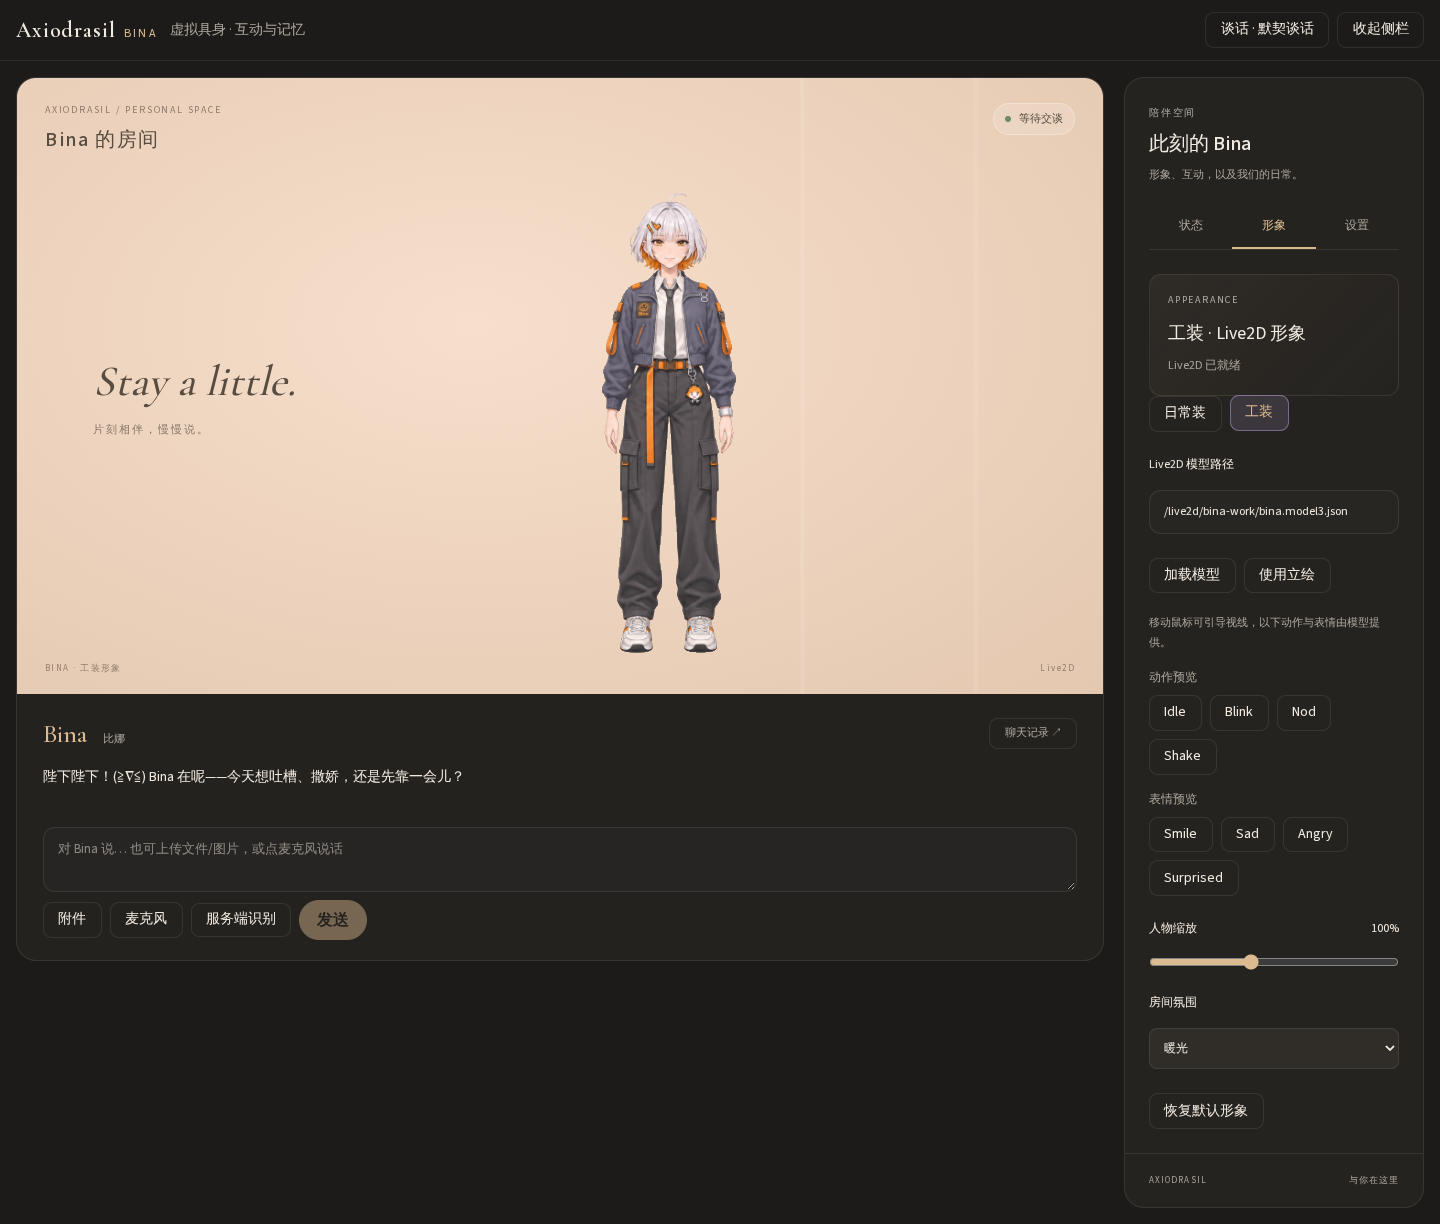 Axiodrasil BINA 虚拟具身 · 互动与记忆
谈话 · 默契谈话
收起侧栏
AXIODRASIL / PERSONAL SPACE
Bina 的房间
等待交谈
Stay a little.
片刻相伴，慢慢说。
BINA · 工装形象
Live2D
Bina 比娜
聊天记录 ↗
陛下陛下！(≧∇≦) Bina 在呢——今天想吐槽、撒娇，还是先靠一会儿？
对 Bina 说… 也可上传文件/图片，或点麦克风说话
附件
麦克风
服务端识别
发送
陪伴空间
此刻的 Bina
形象、互动，以及我们的日常。
状态
形象
设置
APPEARANCE
工装 · Live2D 形象
Live2D 已就绪
日常装
工装
Live2D 模型路径
/live2d/bina-work/bina.model3.json
加载模型
使用立绘
移动鼠标可引导视线，以下动作与表情由模型提
供。
动作预览
Idle
Blink
Nod
Shake
表情预览
Smile
Sad
Angry
Surprised
人物缩放
100%
房间氛围
暖光
恢复默认形象
AXIODRASIL
与你在这里